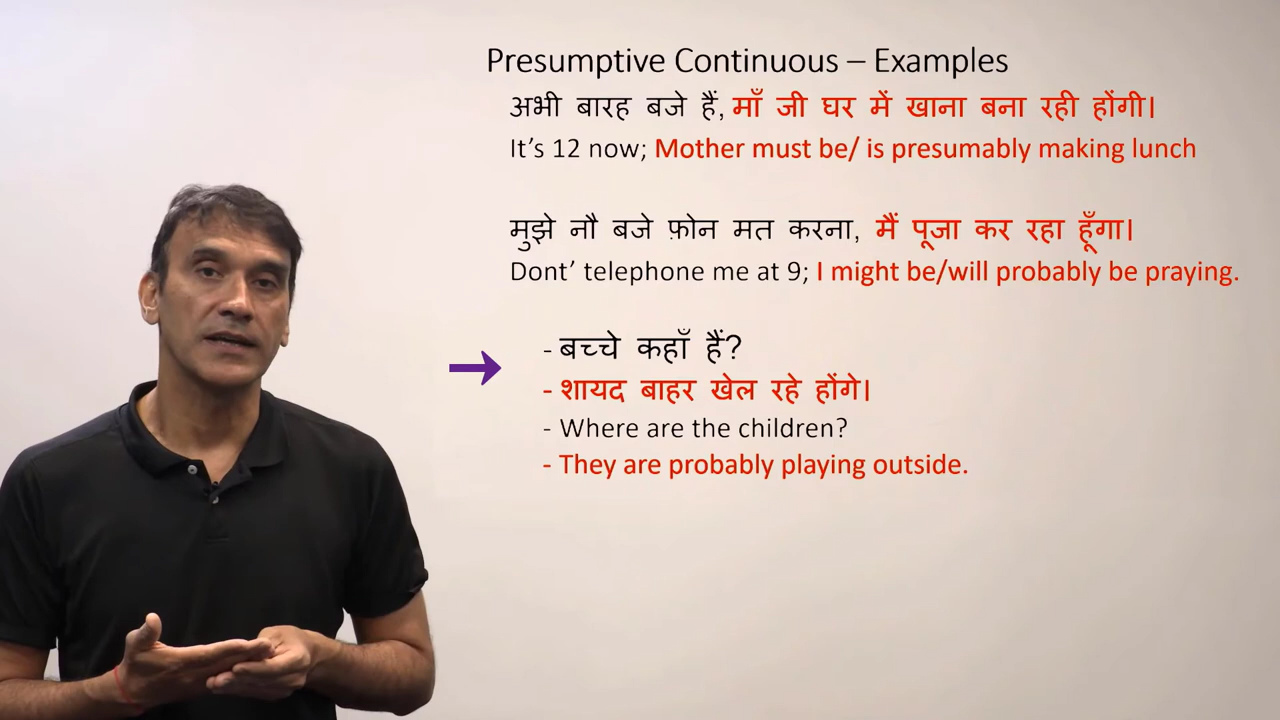 Presumptive Continuous – Examples
अभी बारह बजे हैं, माँ जी घर में खाना बना रही होंगी।
It's 12 now; Mother must be/ is presumably making lunch
मुझे नौ बजे फ़ोन मत करना, मैं पूजा कर रहा हूँगा।
Dont' telephone me at 9; I might be/will probably be praying.
- बच्चे कहाँ हैं?
- शायद बाहर खेल रहे होंगे।
- Where are the children?
- They are probably playing outside.